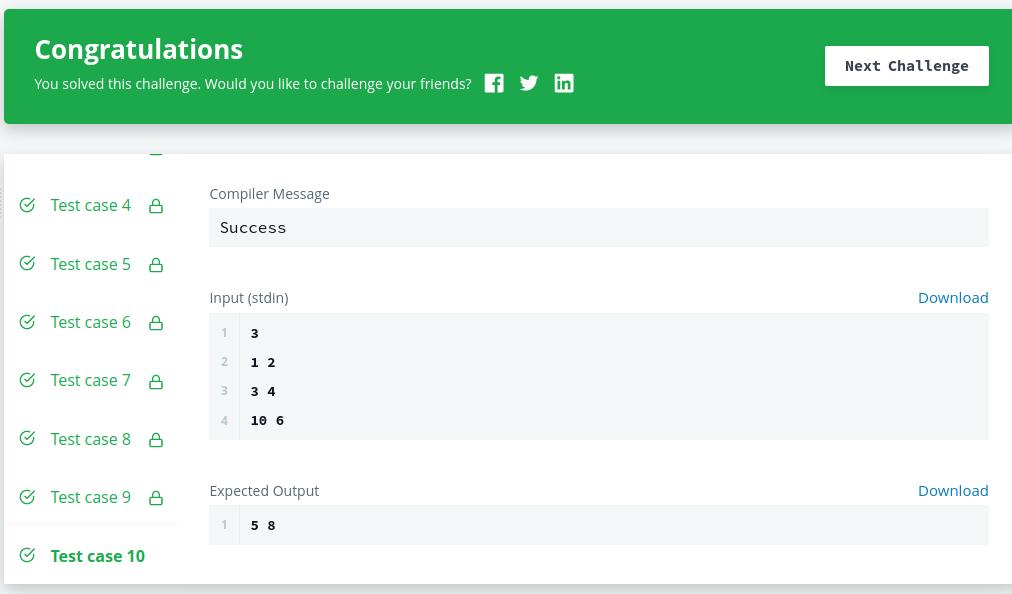 Congratulations
You solved this challenge. Would you like to challenge your friends?
Next Challenge
Test case 4
Test case 5
Test case 6
Test case 7
Test case 8
Test case 9
Test case 10
Compiler Message
Success
Input (stdin)
Download
1 3
2 1 2
3 3 4
4 10 6
Expected Output
Download
1 5 8